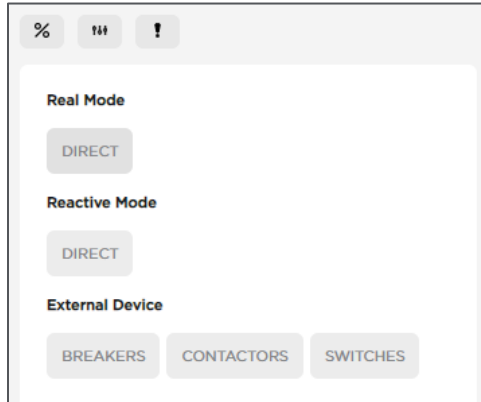 %
!
Real Mode
DIRECT
Reactive Mode
DIRECT
External Device
BREAKERS CONTACTORS SWITCHES